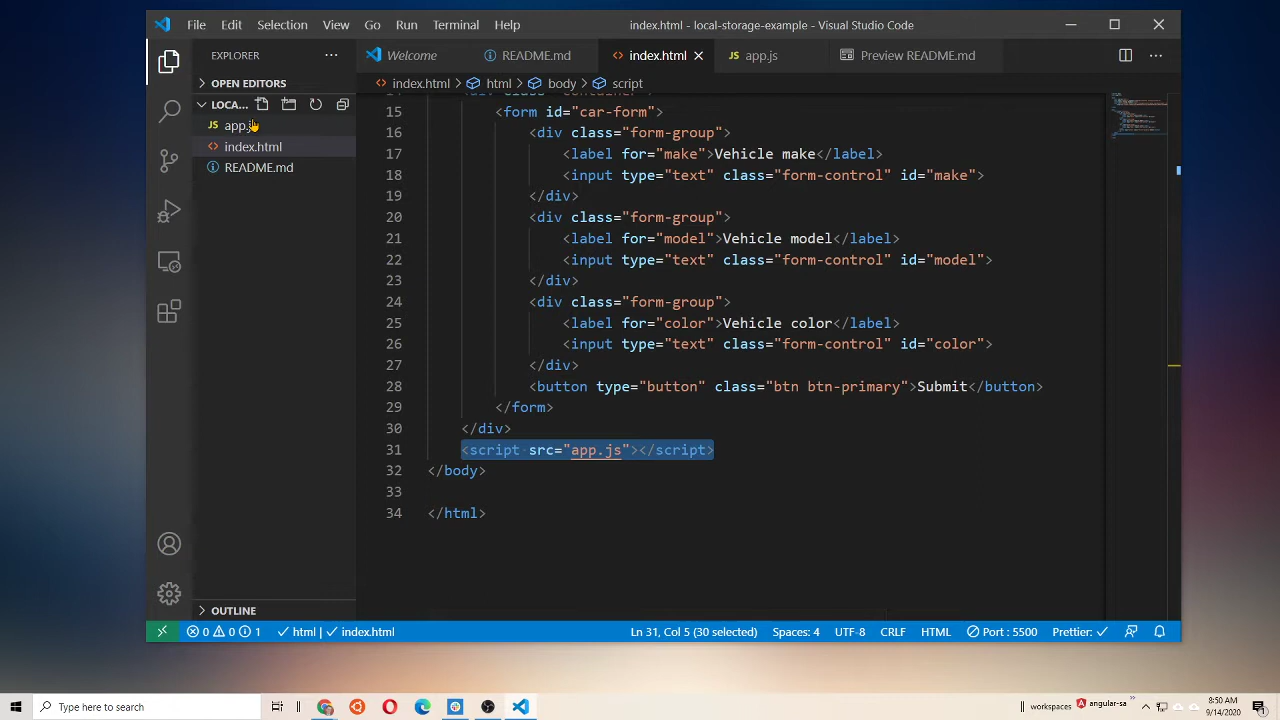 File Edit Selection View Go Run Terminal Help
index.html - local-storage-example - Visual Studio Code
EXPLORER
Welcome
README.md
index.html
app.js
Preview README.md
OPEN EDITORS
LOCA...
app.js
index.html
README.md
OUTLINE
index.html > html > body > script
15 <form id="car-form">
16 <div class="form-group">
17 <label for="make">Vehicle make</label>
18 <input type="text" class="form-control" id="make">
19 </div>
20 <div class="form-group">
21 <label for="model">Vehicle model</label>
22 <input type="text" class="form-control" id="model">
23 </div>
24 <div class="form-group">
25 <label for="color">Vehicle color</label>
26 <input type="text" class="form-control" id="color">
27 </div>
28 <button type="button" class="btn btn-primary">Submit</button>
29 </form>
30 </div>
31 <script src="app.js"></script>
32 </body>
33
34 </html>
0 0 1 html | index.html Ln 31, Col 5 (30 selected) Spaces: 4 UTF-8 CRLF HTML Port : 5500 Prettier:
Type here to search
workspaces
angular-sa
8:50 AM
9/14/2020